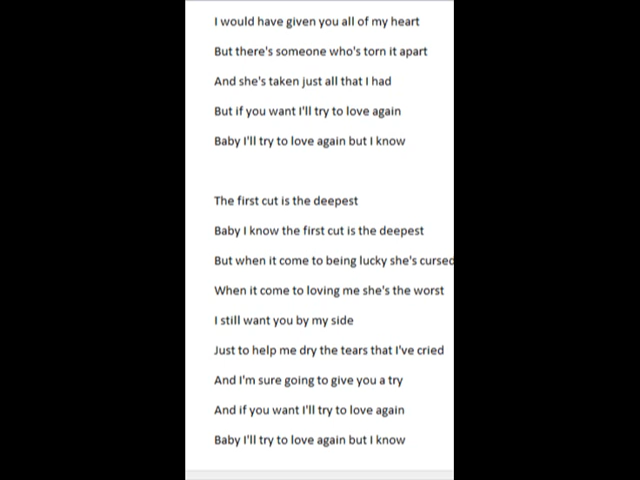 I would have given you all of my heart
But there's someone who's torn it apart
And she's taken just all that I had
But if you want I'll try to love again
Baby I'll try to love again but I know
The first cut is the deepest
Baby I know the first cut is the deepest
But when it come to being lucky she's cursed
When it come to loving me she's the worst
I still want you by my side
Just to help me dry the tears that I've cried
And I'm sure going to give you a try
And if you want I'll try to love again
Baby I'll try to love again but I know